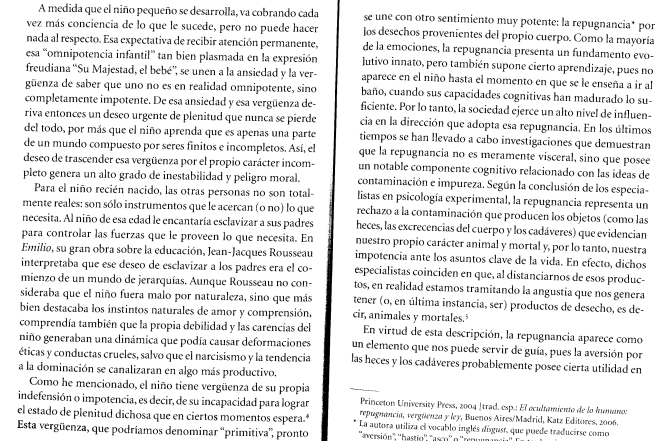 A medida que el niño pequeño se desarrolla, va cobrando cada
vez más conciencia de lo que le sucede, pero no puede hacer
nada al respecto. Esa expectativa de recibir atención permanente,
esa “omnipotencia infantil” tan bien plasmada en la expresión
freudiana “Su Majestad, el bebé”, se unen a la ansiedad y la ver-
güenza de saber que uno no es en realidad omnipotente, sino
completamente impotente. De esa ansiedad y esa vergüenza de-
riva entonces un deseo urgente de plenitud que nunca se pierde
del todo, por más que el niño aprenda que es apenas una parte
de un mundo compuesto por seres finitos e incompletos. Así, el
deseo de trascender esa vergüenza por el propio carácter incom-
pleto genera un alto grado de inestabilidad y peligro moral.
Para el niño recién nacido, las otras personas no son total-
mente reales: son sólo instrumentos que le acercan (o no) lo que
necesita. Al niño de esa edad le encantaría esclavizar a sus padres
para controlar las fuerzas que le proveen lo que necesita. En
Emilio, su gran obra sobre la educación, Jean-Jacques Rousseau
interpretaba que ese deseo de esclavizar a los padres era el co-
mienzo de un mundo de jerarquías. Aunque Rousseau no con-
sideraba que el niño fuera malo por naturaleza, sino que más
bien destacaba los instintos naturales de amor y comprensión,
comprendía también que la propia debilidad y las carencias del
niño generaban una dinámica que podía causar deformaciones
éticas y conductas crueles, salvo que el narcisismo y la tendencia
a la dominación se canalizaran en algo más productivo.
Como he mencionado, el niño tiene vergüenza de su propia
indefensión o impotencia, es decir, de su incapacidad para lograr
el estado de plenitud dichosa que en ciertos momentos espera.⁴
Esta vergüenza, que podríamos denominar “primitiva”, pronto
se une con otro sentimiento muy potente: la repugnancia* por
los desechos provenientes del propio cuerpo. Como la mayoría
de la emociones, la repugnancia presenta un fundamento evo-
lutivo innato, pero también supone cierto aprendizaje, pues no
aparece en el niño hasta el momento en que se le enseña a ir al
baño, cuando sus capacidades cognitivas han madurado lo su-
ficiente. Por lo tanto, la sociedad ejerce un alto nivel de influen-
cia en la dirección que adopta esa repugnancia. En los últimos
tiempos se han llevado a cabo investigaciones que demuestran
que la repugnancia no es meramente visceral, sino que posee
un notable componente cognitivo relacionado con las ideas de
contaminación e impureza. Según la conclusión de los especia-
listas en psicología experimental, la repugnancia representa un
rechazo a la contaminación que producen los objetos (como las
heces, las excrecencias del cuerpo y los cadáveres) que evidencian
nuestro propio carácter animal y mortal y, por lo tanto, nuestra
impotencia ante los asuntos clave de la vida. En efecto, dichos
especialistas coinciden en que, al distanciarnos de esos produc-
tos, en realidad estamos tramitando la angustia que nos genera
tener (o, en última instancia, ser) productos de desecho, es de-
cir, animales y mortales.⁵
En virtud de esta descripción, la repugnancia aparece como
un elemento que nos puede servir de guía, pues la aversión por
las heces y los cadáveres probablemente posee cierta utilidad en
Princeton University Press, 2004 [trad. esp.: El ocultamiento de lo humano:
repugnancia, vergüenza y ley, Buenos Aires/Madrid, Katz Editores, 2006.
* La autora utiliza el vocablo inglés disgust, que puede traducirse como
“aversión”, “hastío”, “asco” o “repugnancia”.